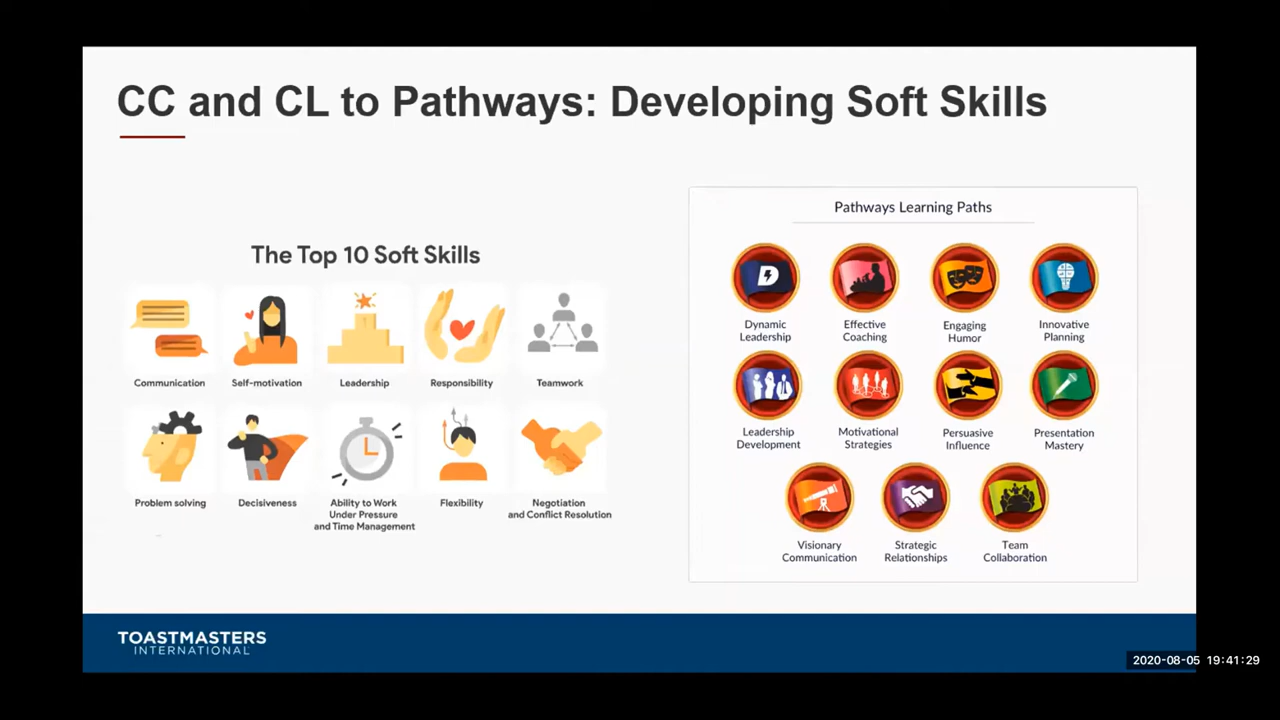 CC and CL to Pathways: Developing Soft Skills
The Top 10 Soft Skills
Communication
Self-motivation
Leadership
Responsibility
Teamwork
Problem solving
Decisiveness
Ability to Work
Under Pressure
and Time Management
Flexibility
Negotiation
and Conflict Resolution
Pathways Learning Paths
D
Dynamic
Leadership
Effective
Coaching
Engaging
Humor
Innovative
Planning
Leadership
Development
Motivational
Strategies
Persuasive
Influence
Presentation
Mastery
Visionary
Communication
Strategic
Relationships
Team
Collaboration
TOASTMASTERS
INTERNATIONAL
2020-08-05 19:41:29